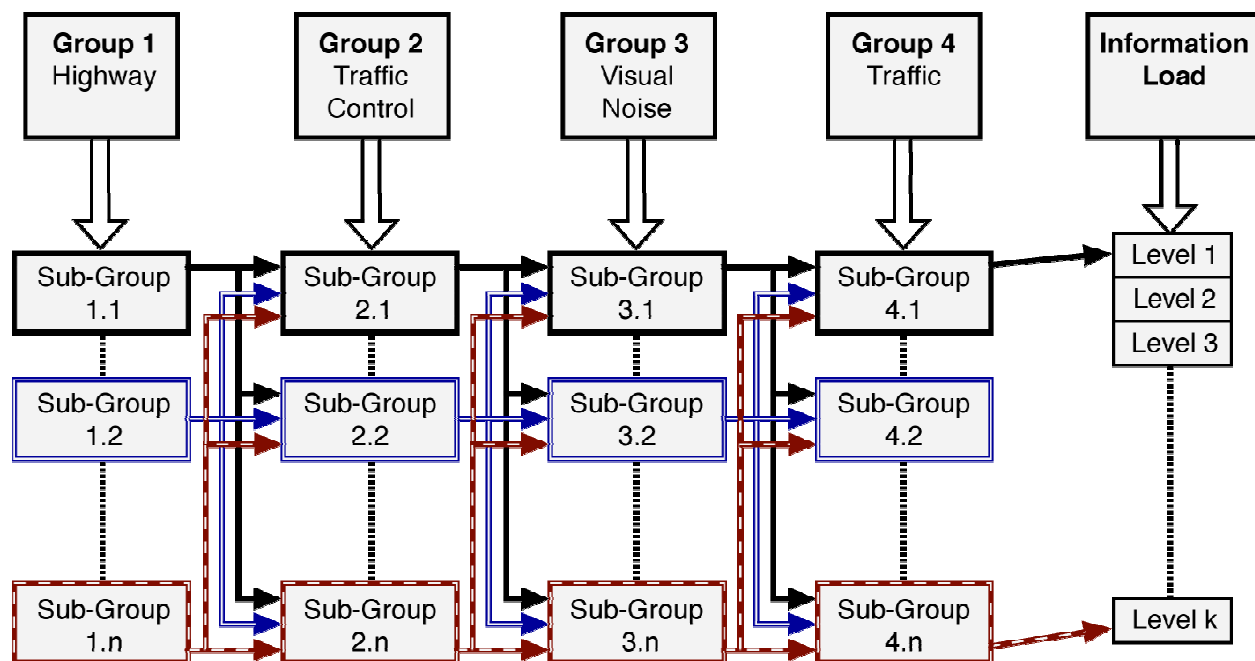 Group 1
Highway
Group 2
Traffic
Control
Group 3
Visual
Noise
Group 4
Traffic
Information
Load
Sub-Group
1.1
Sub-Group
2.1
Sub-Group
3.1
Sub-Group
4.1
Level 1
Level 2
Level 3
Sub-Group
1.2
Sub-Group
2.2
Sub-Group
3.2
Sub-Group
4.2
Sub-Group
1.n
Sub-Group
2.n
Sub-Group
3.n
Sub-Group
4.n
Level k